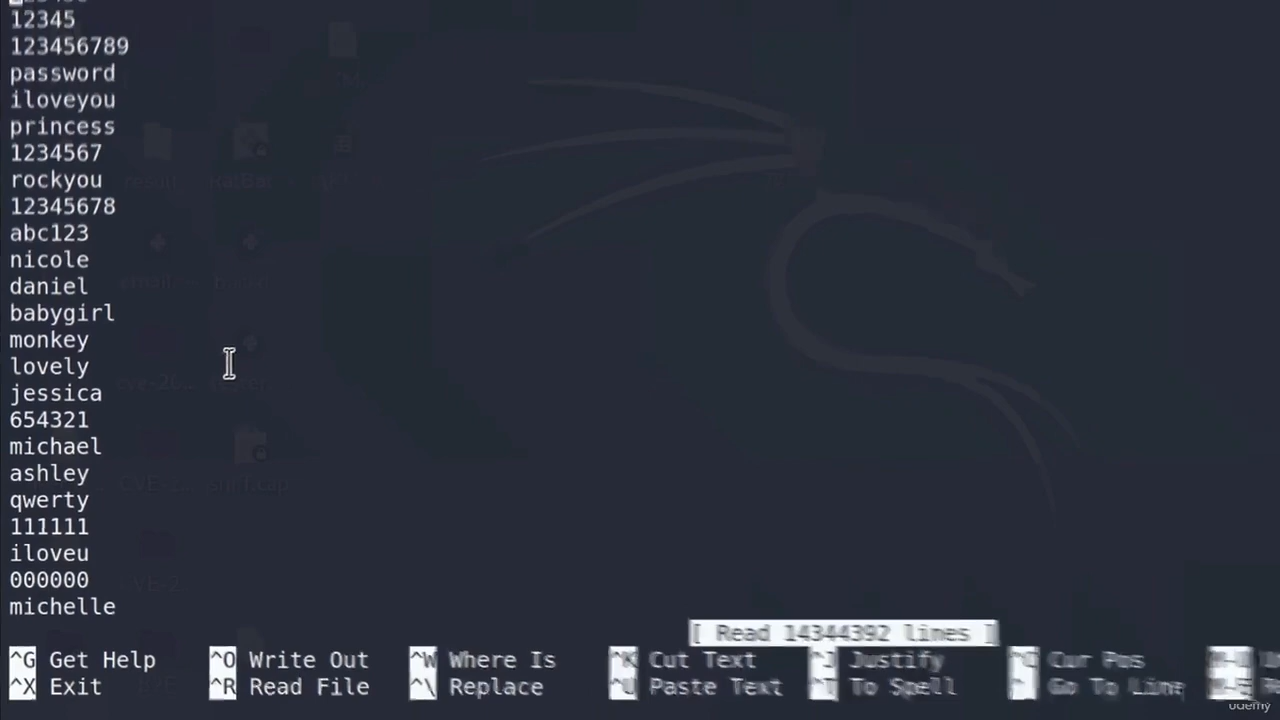 12345
123456789
password
iloveyou
princess
1234567
rockyou
12345678
abc123
nicole
daniel
babygirl
monkey
lovely
jessica
654321
michael
ashley
qwerty
111111
iloveu
000000
michelle
[ Read 14344392 lines ]
^G Get Help ^O Write Out ^W Where Is ^K Cut Text ^J Justify ^C Cur Pos
^X Exit ^R Read File ^\ Replace ^U Paste Text ^T To Spell ^_ Go To Line
udemy